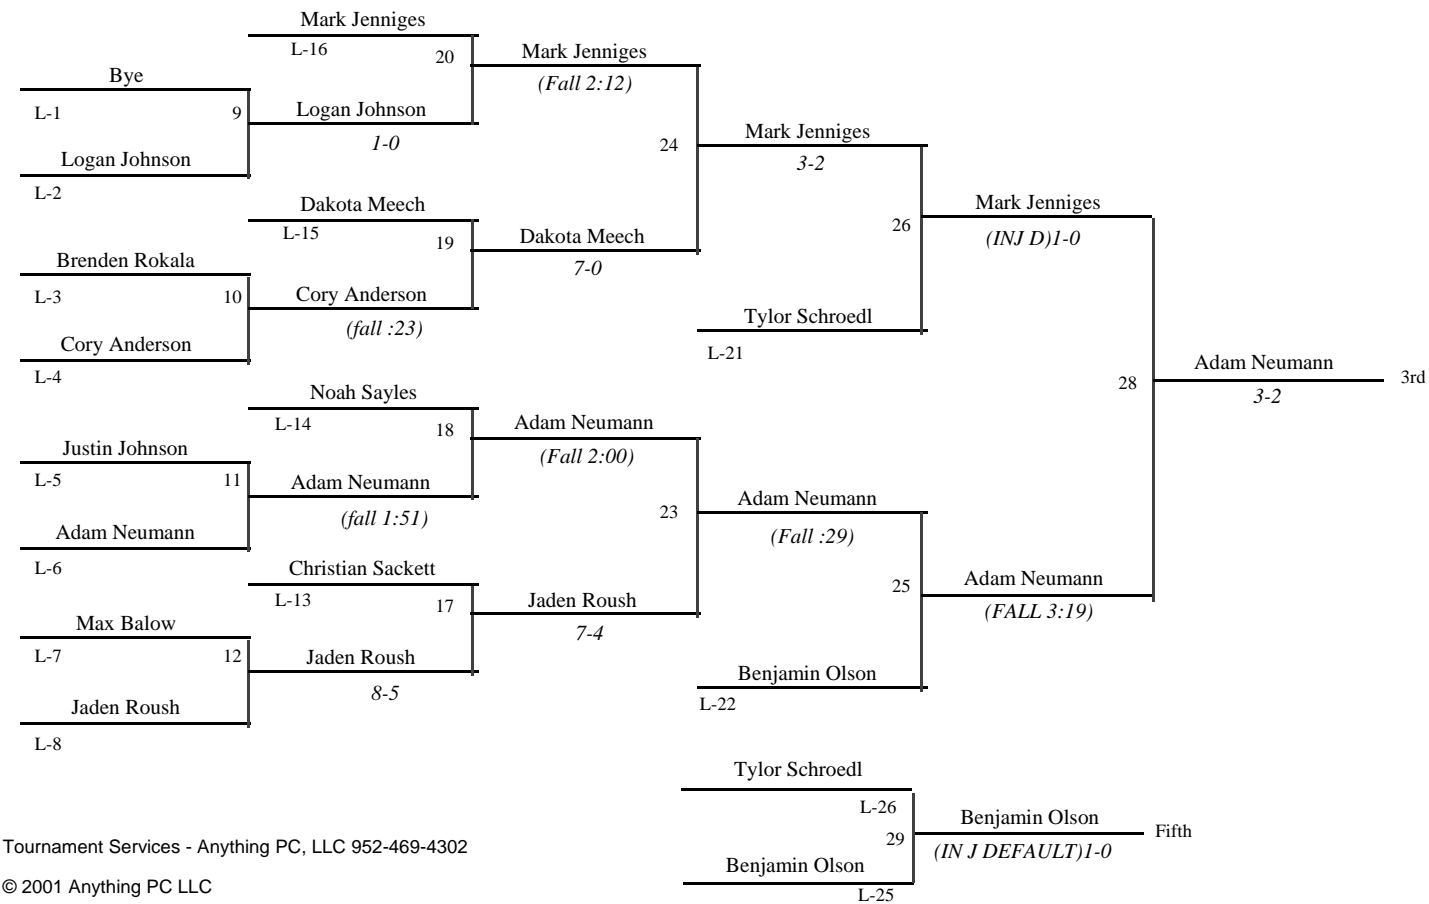 Mark Jenniges
L-16
20
Mark Jenniges
(Fall 2:12)
Bye
L-1
9
Logan Johnson
1-0
Logan Johnson
L-2
24
Mark Jenniges
3-2
Dakota Meech
L-15
19
Dakota Meech
7-0
26
Mark Jenniges
(INJ D)1-0
Brenden Rokala
L-3
10
Cory Anderson
(fall :23)
Cory Anderson
L-4
Tylor Schroedl
L-21
28
Adam Neumann
3-2
3rd
Noah Sayles
L-14
18
Adam Neumann
(Fall 2:00)
Justin Johnson
L-5
11
Adam Neumann
(fall 1:51)
Adam Neumann
L-6
23
Adam Neumann
(Fall :29)
Christian Sackett
L-13
17
Jaden Roush
7-4
25
Adam Neumann
(FALL 3:19)
Max Balow
L-7
12
Jaden Roush
8-5
Jaden Roush
L-8
Benjamin Olson
L-22
Tylor Schroedl
L-26
29
Benjamin Olson
(IN J DEFAULT)1-0
Fifth
Benjamin Olson
L-25
Tournament Services - Anything PC, LLC 952-469-4302
© 2001 Anything PC LLC